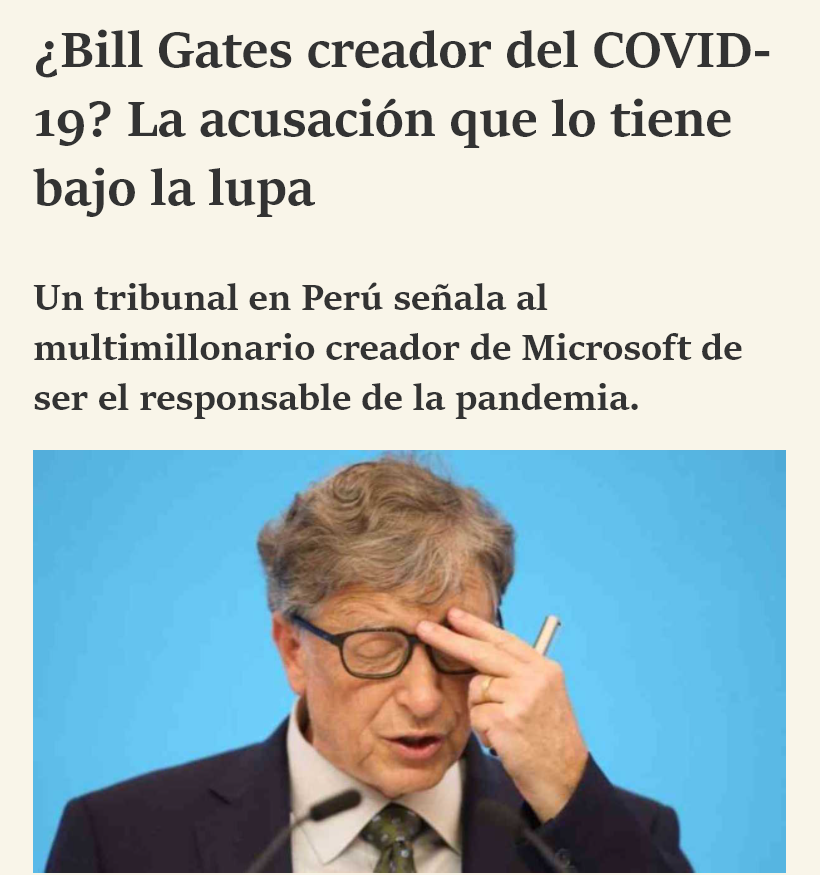 ¿Bill Gates creador del COVID-
19? La acusación que lo tiene
bajo la lupa
Un tribunal en Perú señala al
multimillonario creador de Microsoft de
ser el responsable de la pandemia.